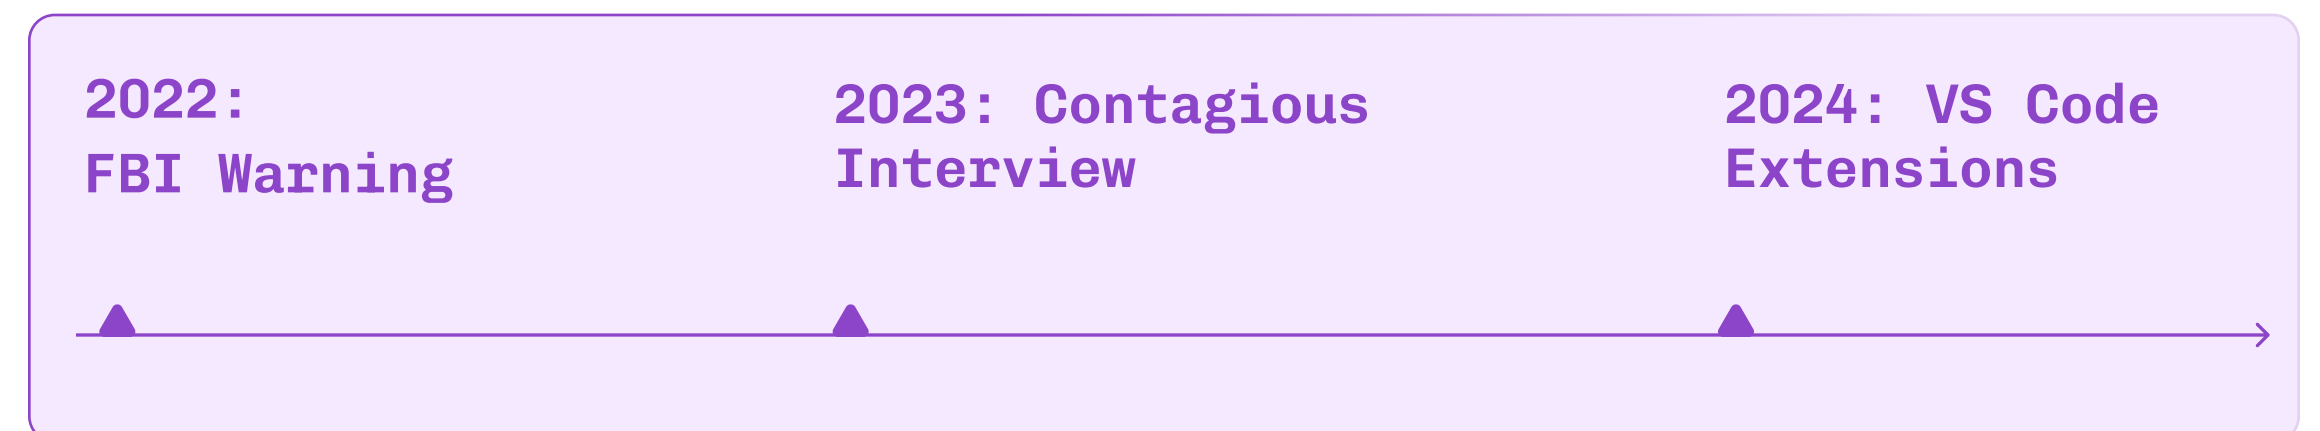 2022:
FBI Warning
2023: Contagious
Interview
2024: VS Code
Extensions